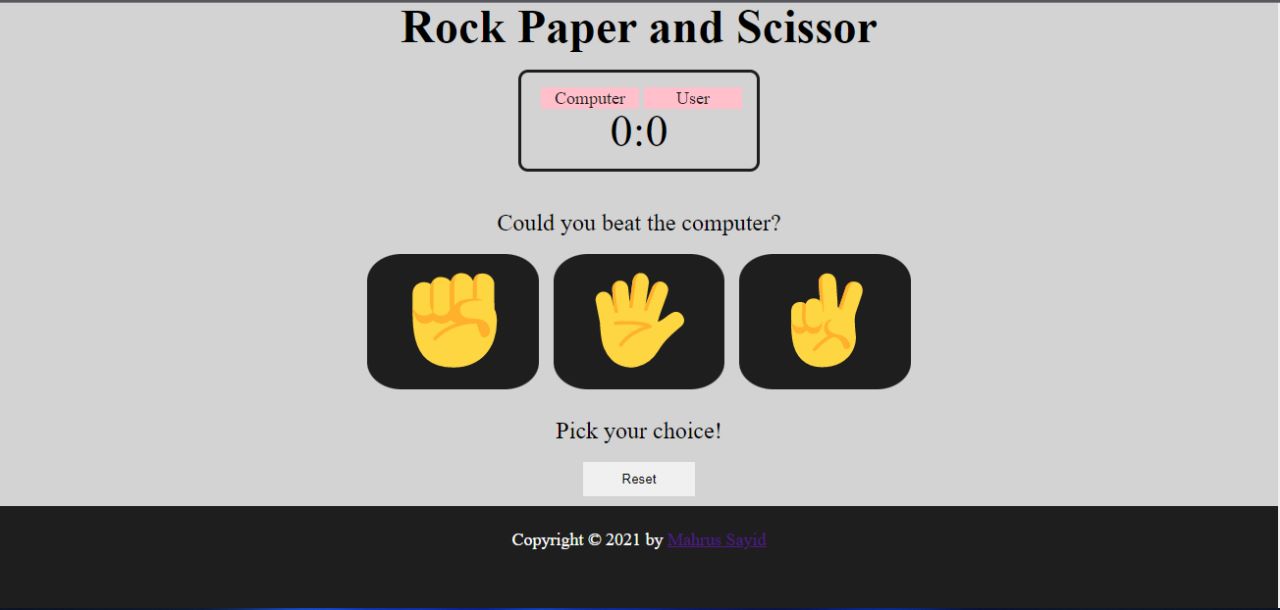 Rock Paper and Scissor
Computer User
0:0
Could you beat the computer?
Pick your choice!
Reset
Copyright © 2021 by Mahrus Sayid